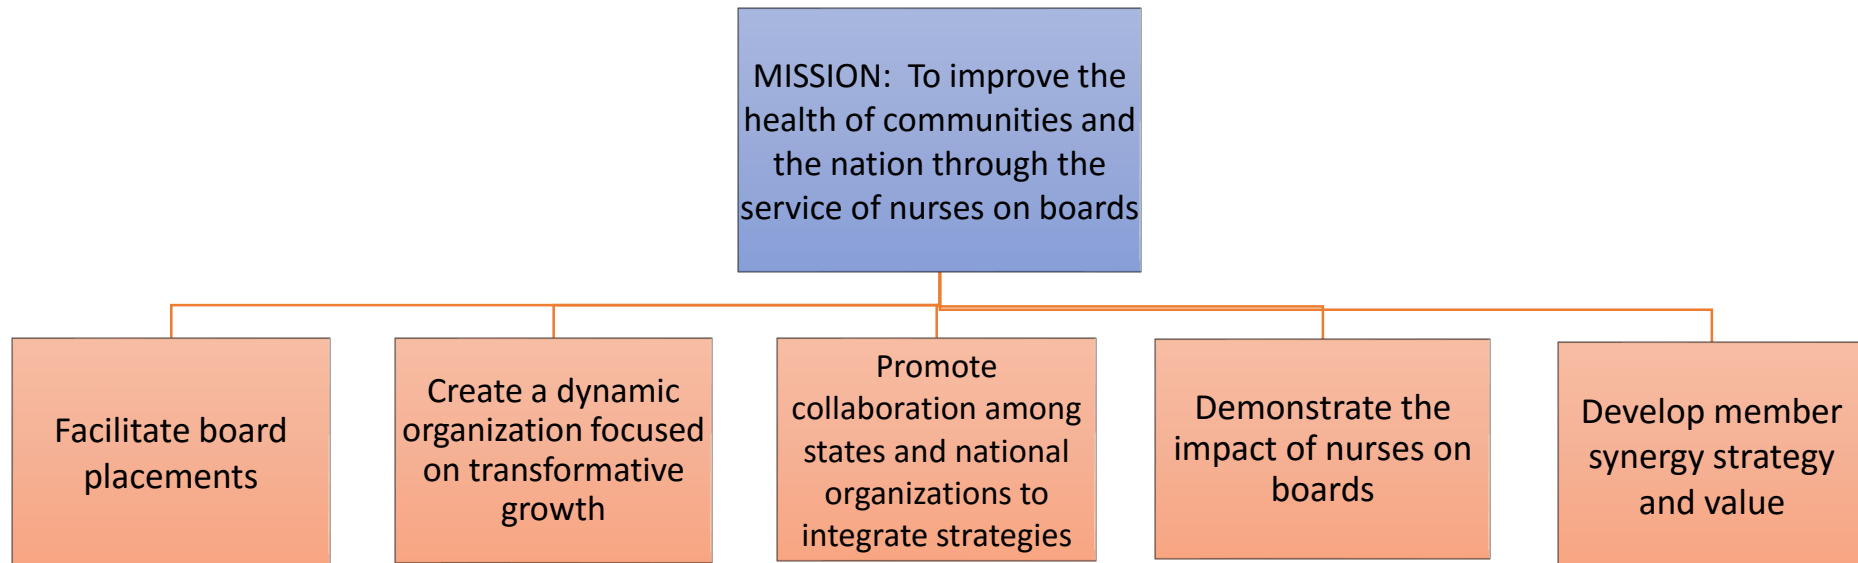 MISSION:  To improve the
health of communities and
the nation through the
service of nurses on boards
Facilitate board
placements
Create a dynamic
organization focused
on transformative
growth
Promote
collaboration among
states and national
organizations to
integrate strategies
Demonstrate the
impact of nurses on
boards
Develop member
synergy strategy
and value